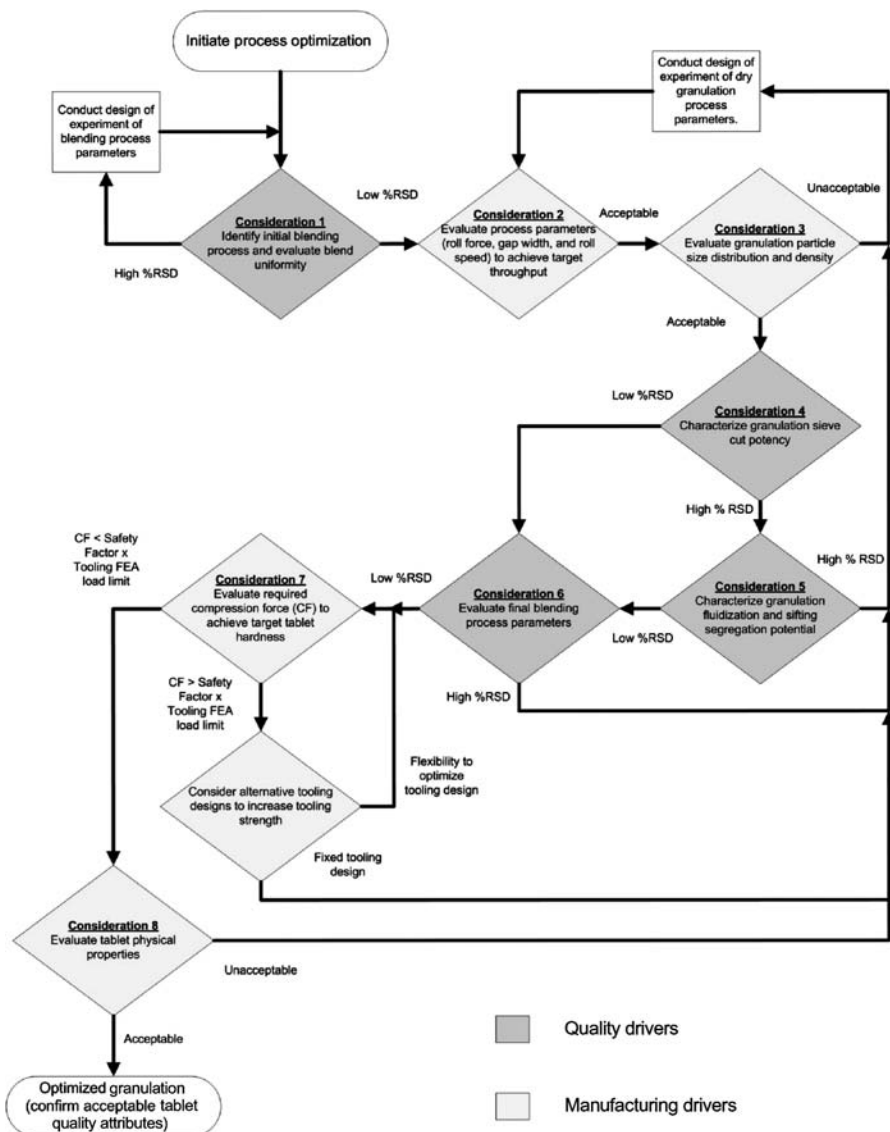 Initiate process optimization
Conduct design of
experiment of
blending process
parameters
Conduct design of
experiment of dry
granulation
process
parameters.
Low %RSD
Consideration 1
Identify initial blending
process and evaluate blend
uniformity
High %RSD
Consideration 2
Evaluate process parameters
(roll force, gap width, and roll
speed) to achieve target
throughput
Acceptable
Unacceptable
Consideration 3
Evaluate granulation particle
size distribution and density
Acceptable
Low %RSD
Consideration 4
Characterize granulation sieve
cut potency
High % RSD
High % RSD
Consideration 5
Characterize granulation
fluidization and sifting
segregation potential
Low %RSD
Consideration 6
Evaluate final blending
process parameters
High %RSD
Low %RSD
Consideration 7
Evaluate required
compression force (CF) to
achieve target tablet
hardness
CF < Safety
Factor x
Tooling FEA
load limit
CF > Safety
Factor x
Tooling FEA
load limit
Flexibility to
optimize
tooling design
Consider alternative tooling
designs to increase tooling
strength
Fixed tooling
design
Consideration 8
Evaluate tablet physical
properties
Unacceptable
Acceptable
Optimized granulation
(confirm acceptable tablet
quality attributes)
Quality drivers
Manufacturing drivers